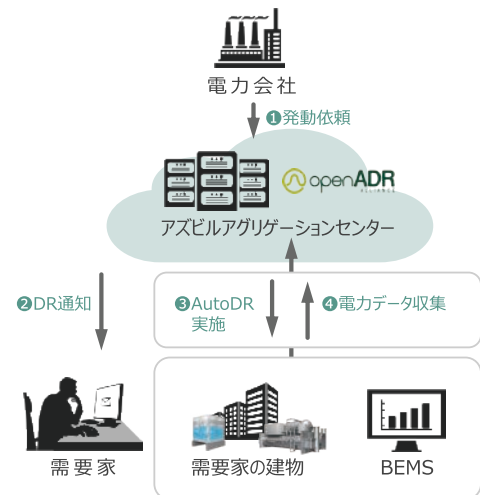 電力会社
❶発動依頼
openADR
ALLIANCE
アズビルアグリゲーションセンター
❷DR通知
❸AutoDR
実施
❹電力データ収集
需要家
需要家の建物
BEMS